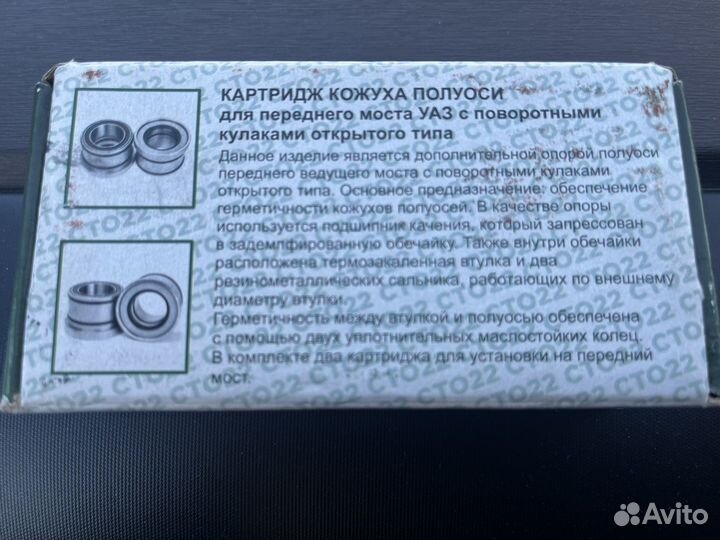 КАРТРИДЖ КОЖУХА ПОЛУОСИ
для переднего моста УАЗ с поворотными
кулаками открытого типа
Данное изделие является дополнительной опорой полуоси
переднего ведущего моста с поворотными кулаками
открытого типа. Основное предназначение: обеспечение
герметичности кожухов полуосей. В качестве опоры
используется подшипник качения, который запрессован
в задемпфированную обечайку. Также внутри обечайки
расположена термозакаленная втулка и два
резинометаллических сальника, работающих по внешнему
диаметру втулки.
Герметичность между втулкой и полуосью обеспечена
с помощью двух уплотнительных маслостойких колец.
В комплекте два картриджа для установки на передний
мост.
СТО22
Avito